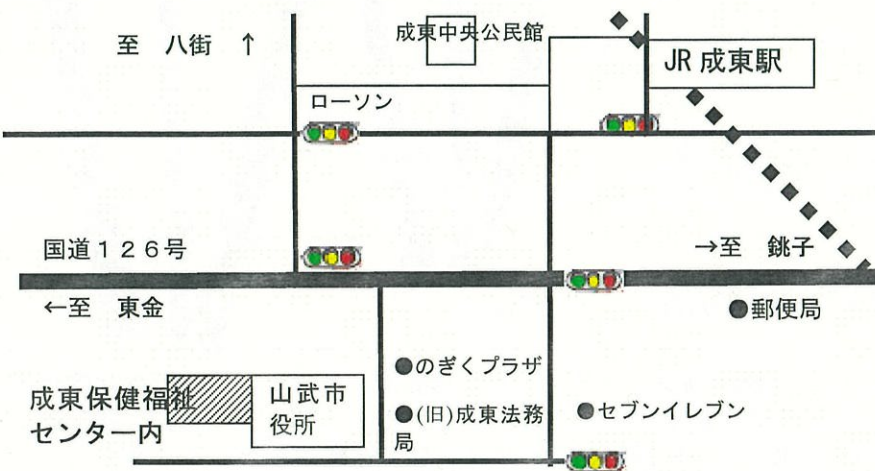 至　八街　↑
成東中央公民館
JR 成東駅
ローソン
国道１２６号
→至　銚子
←至　東金
●郵便局
●のぎくプラザ
成東保健福祉
センター内
山武市
役所
●(旧)成東法務
局
●セブンイレブン